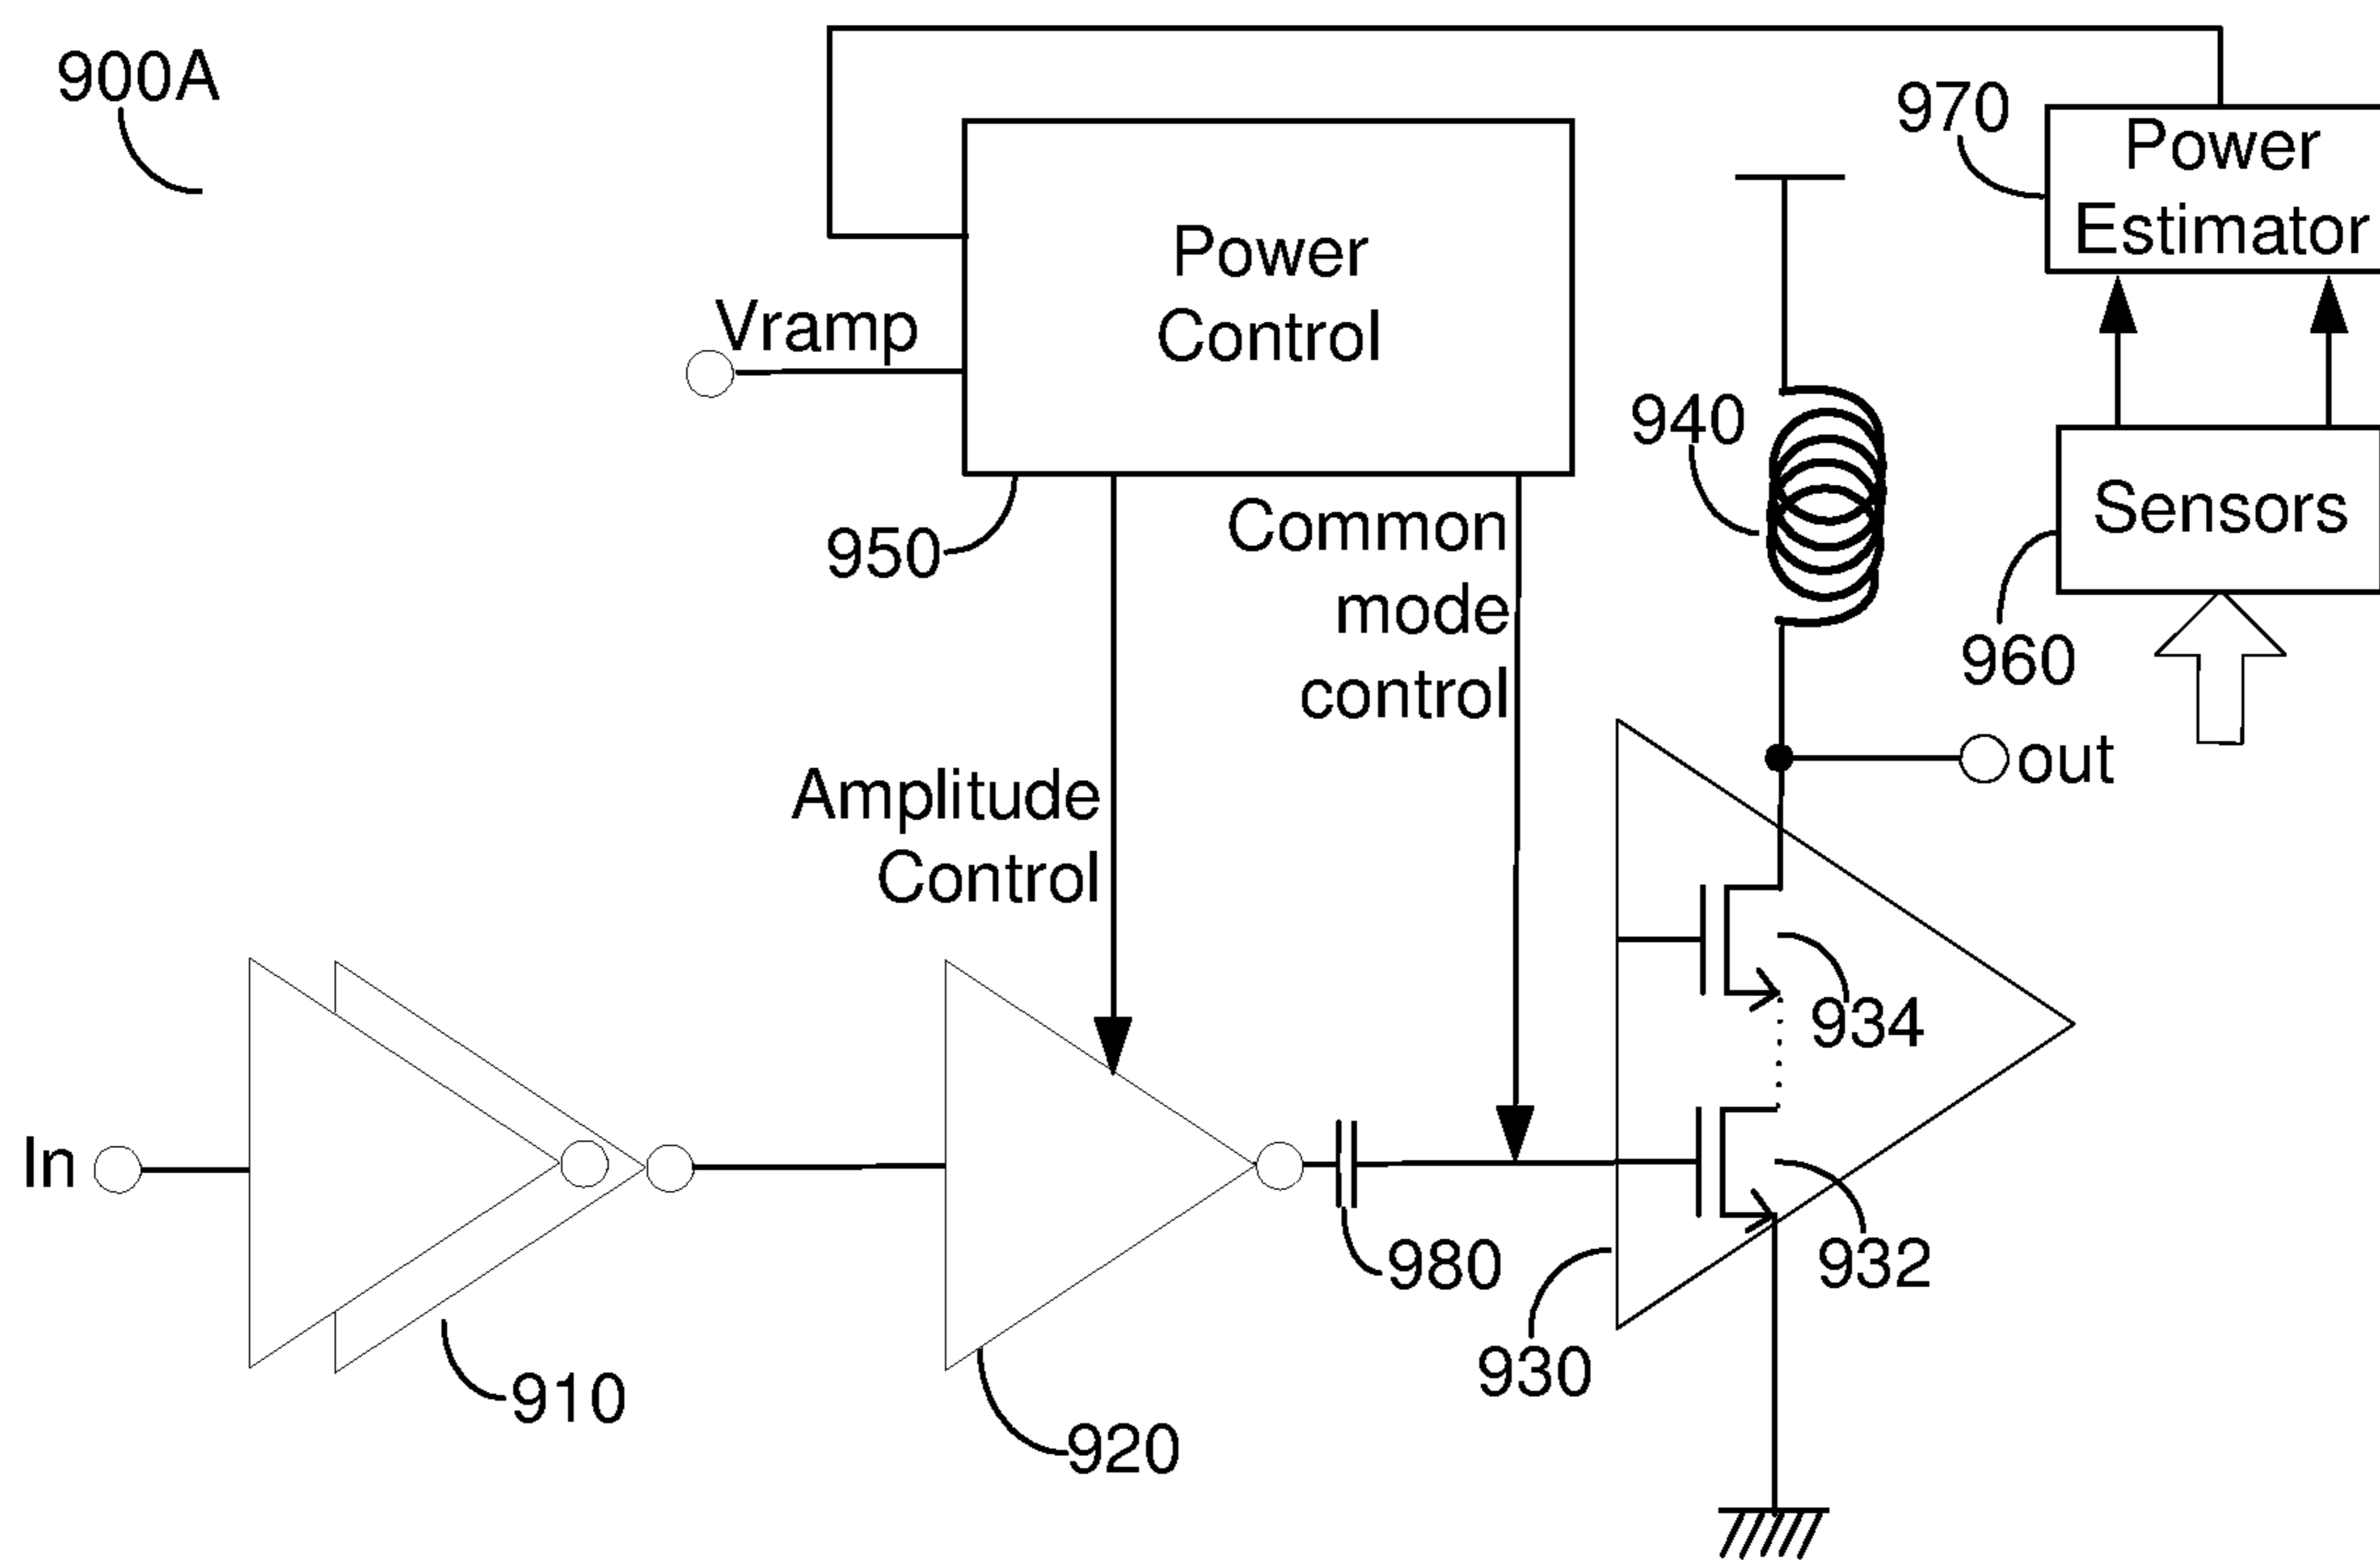 900A
970
Power
Estimator
Power
Control
Vramp
940
Sensors
950
Common
mode
control
960
out
Amplitude
Control
934
In
980
932
930
910
920